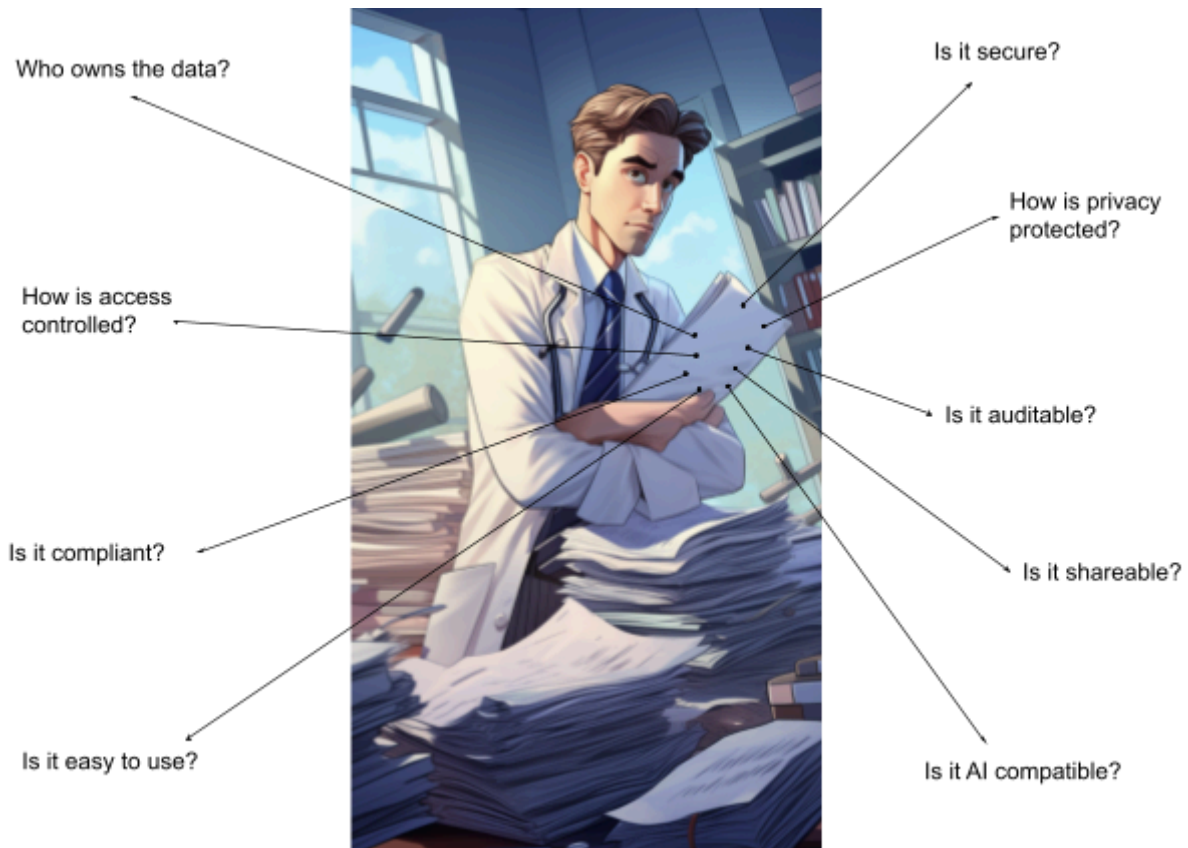 Who owns the data?
Is it secure?
How is privacy
protected?
How is access
controlled?
Is it auditable?
Is it compliant?
Is it shareable?
Is it easy to use?
Is it AI compatible?